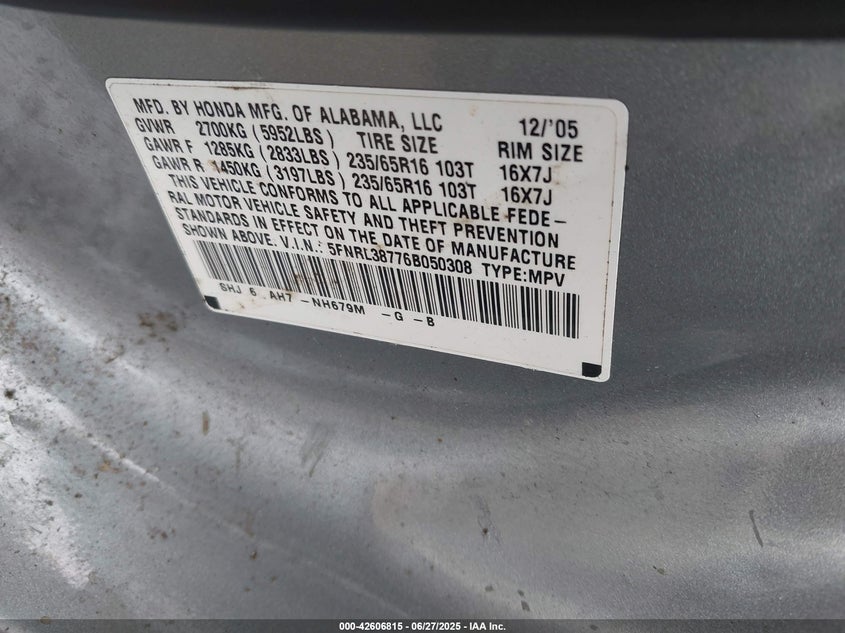 MFD. BY HONDA MFG. OF ALABAMA, LLC 12/'05
GVWR 2700KG (5952LBS) TIRE SIZE RIM SIZE
GAWR F 1285KG (2833LBS) 235/65R16 103T 16X7J
GAWR R 1450KG (3197LBS) 235/65R16 103T 16X7J
THIS VEHICLE CONFORMS TO ALL APPLICABLE FEDE-
RAL MOTOR VEHICLE SAFETY AND THEFT PREVENTION
STANDARDS IN EFFECT ON THE DATE OF MANUFACTURE
SHOWN ABOVE. V.I.N.: 5FNRL38776B050308 TYPE:MPV
SHJ 6 AH7 -NH679M -G -B
000-42606815 - 06/27/2025 - IAA Inc.